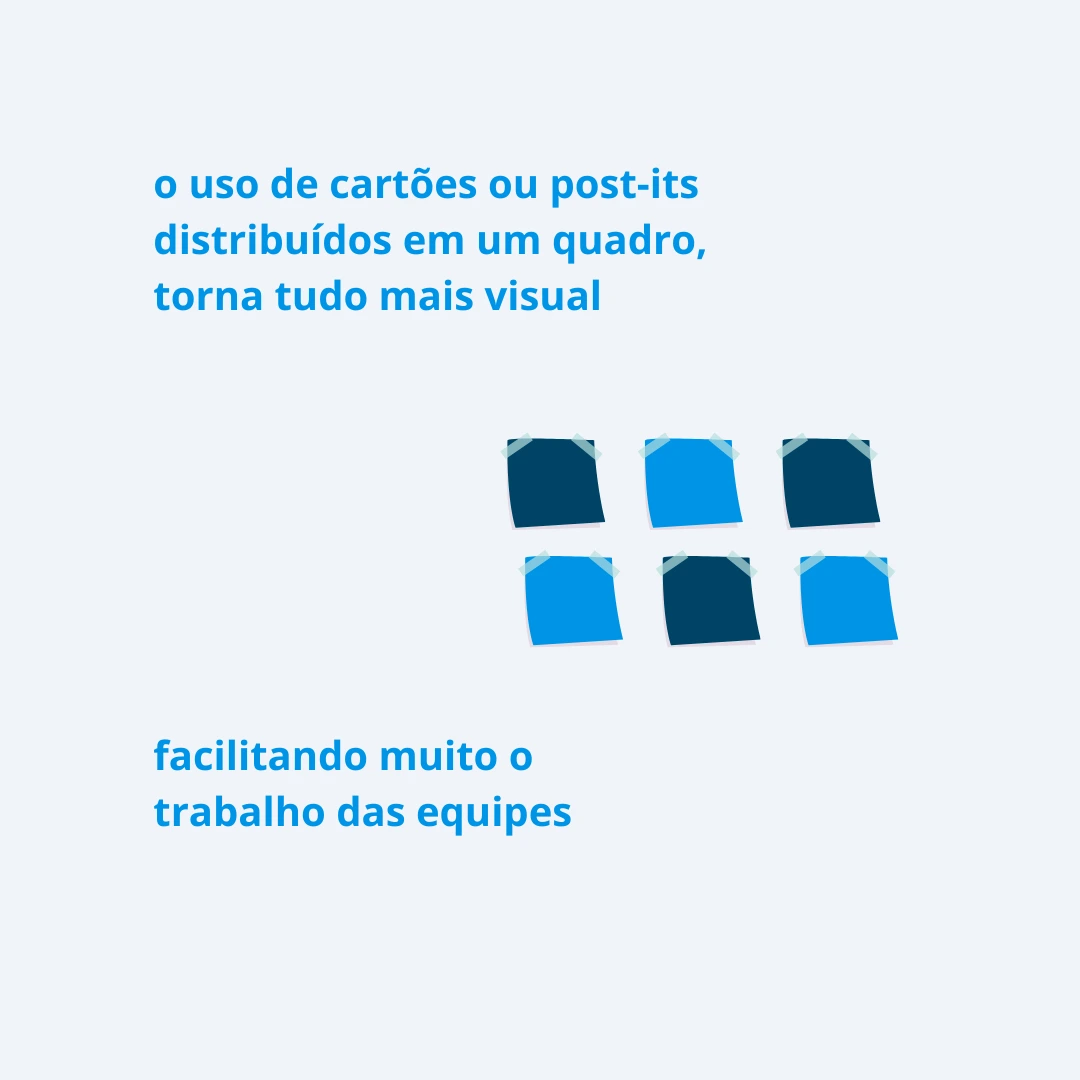 o uso de cartões ou post-its
distribuídos em um quadro,
torna tudo mais visual
facilitando muito o
trabalho das equipes